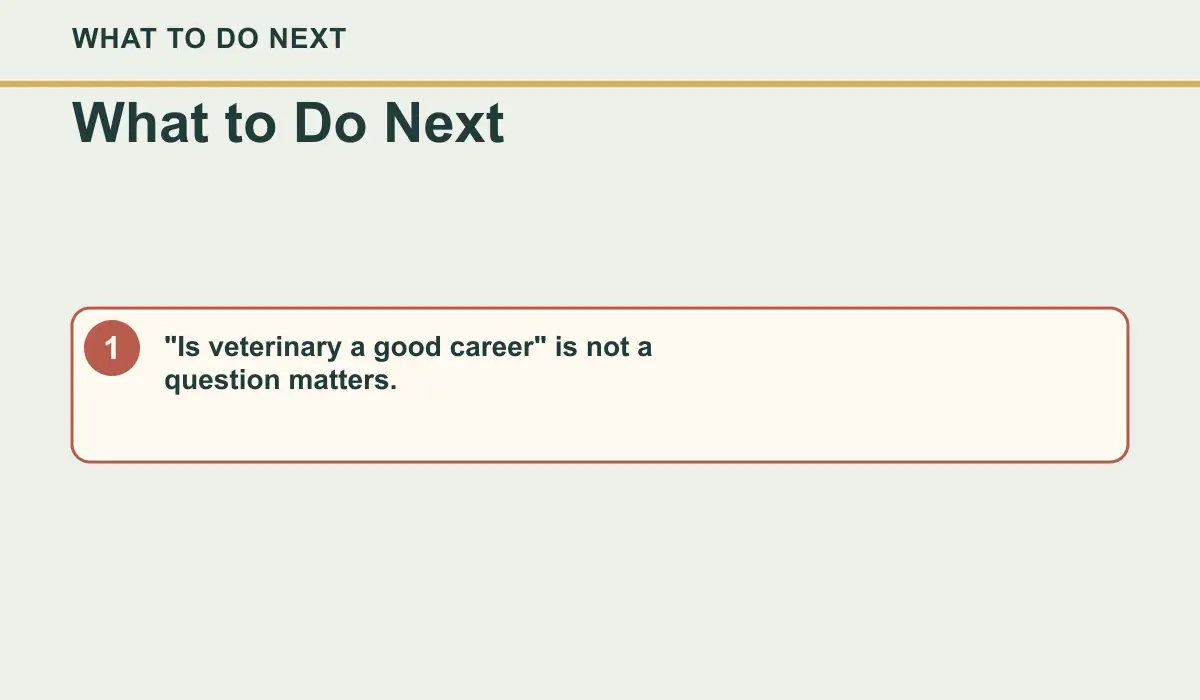 WHAT TO DO NEXT
What to Do Next
1
"Is veterinary a good career" is not a
question matters.